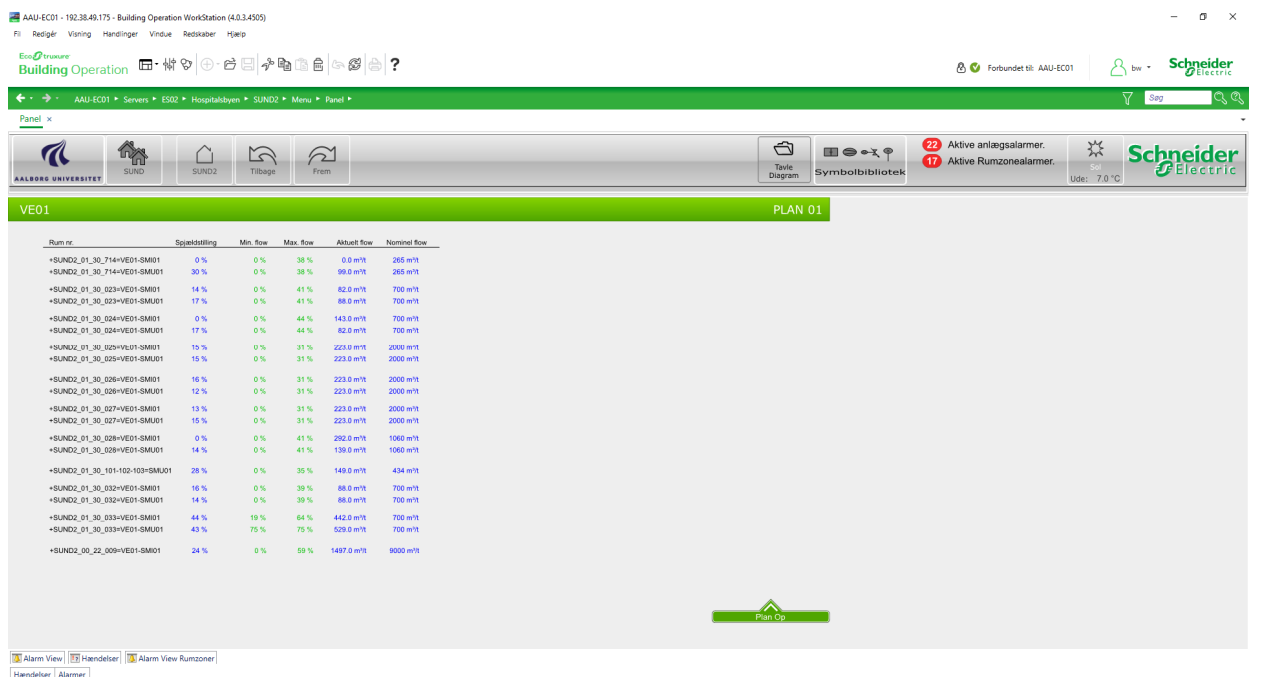 AAU-EC01 - 192.38.49.175 - Building Operation WorkStation (4.0.3.4505)
Fil Redigér Visning Handlinger Vindue Redskaber Hjælp
EcoStruxure
Building Operation
Forbundet til: AAU-EC01
bw
Schneider Electric
AAU-EC01 Servers ES02 Hospitalsbyen SUND2 Menu Panel
Søg
Panel ×
AALBORG UNIVERSITET
SUND
SUND2
Tilbage
Frem
Tavle
Diagram
Symbolbibliotek
22 Aktive anlægsalarmer.
17 Aktive Rumzonealarmer.
Sol
Ude: 7.0 °C
Schneider Electric
VE01 PLAN 01
Rum nr. Spjældstilling Min. flow Max. flow Aktuelt flow Nominel flow
+SUND2_01_30_714=VE01-SMI01 0 % 0 % 38 % 0.0 m³/t 265 m³/t
+SUND2_01_30_714=VE01-SMU01 30 % 0 % 38 % 99.0 m³/t 265 m³/t
+SUND2_01_30_023=VE01-SMI01 14 % 0 % 41 % 82.0 m³/t 700 m³/t
+SUND2_01_30_023=VE01-SMU01 17 % 0 % 41 % 88.0 m³/t 700 m³/t
+SUND2_01_30_024=VE01-SMI01 0 % 0 % 44 % 143.0 m³/t 700 m³/t
+SUND2_01_30_024=VE01-SMU01 17 % 0 % 44 % 82.0 m³/t 700 m³/t
+SUND2_01_30_025=VE01-SMI01 15 % 0 % 31 % 223.0 m³/t 2000 m³/t
+SUND2_01_30_025=VE01-SMU01 15 % 0 % 31 % 223.0 m³/t 2000 m³/t
+SUND2_01_30_026=VE01-SMI01 16 % 0 % 31 % 223.0 m³/t 2000 m³/t
+SUND2_01_30_026=VE01-SMU01 12 % 0 % 31 % 223.0 m³/t 2000 m³/t
+SUND2_01_30_027=VE01-SMI01 13 % 0 % 31 % 223.0 m³/t 2000 m³/t
+SUND2_01_30_027=VE01-SMU01 15 % 0 % 31 % 223.0 m³/t 2000 m³/t
+SUND2_01_30_028=VE01-SMI01 0 % 0 % 41 % 292.0 m³/t 1060 m³/t
+SUND2_01_30_028=VE01-SMU01 14 % 0 % 41 % 139.0 m³/t 1060 m³/t
+SUND2_01_30_101-102-103=SMU01 28 % 0 % 35 % 149.0 m³/t 434 m³/t
+SUND2_01_30_032=VE01-SMI01 16 % 0 % 39 % 88.0 m³/t 700 m³/t
+SUND2_01_30_032=VE01-SMU01 14 % 0 % 39 % 88.0 m³/t 700 m³/t
+SUND2_01_30_033=VE01-SMI01 44 % 19 % 64 % 442.0 m³/t 700 m³/t
+SUND2_01_30_033=VE01-SMU01 43 % 75 % 75 % 529.0 m³/t 700 m³/t
+SUND2_00_22_009=VE01-SMI01 24 % 0 % 59 % 1497.0 m³/t 9000 m³/t
Plan Op
Alarm View Hændelser Alarm View Rumzoner
Hændelser Alarmer